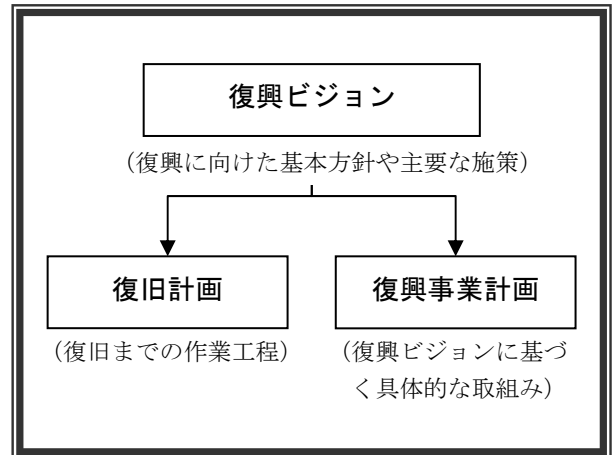 復興ビジョン
（復興に向けた基本方針や主要な施策）
復旧計画
（復旧までの作業工程）
復興事業計画
（復興ビジョンに基づ
く具体的な取組み）